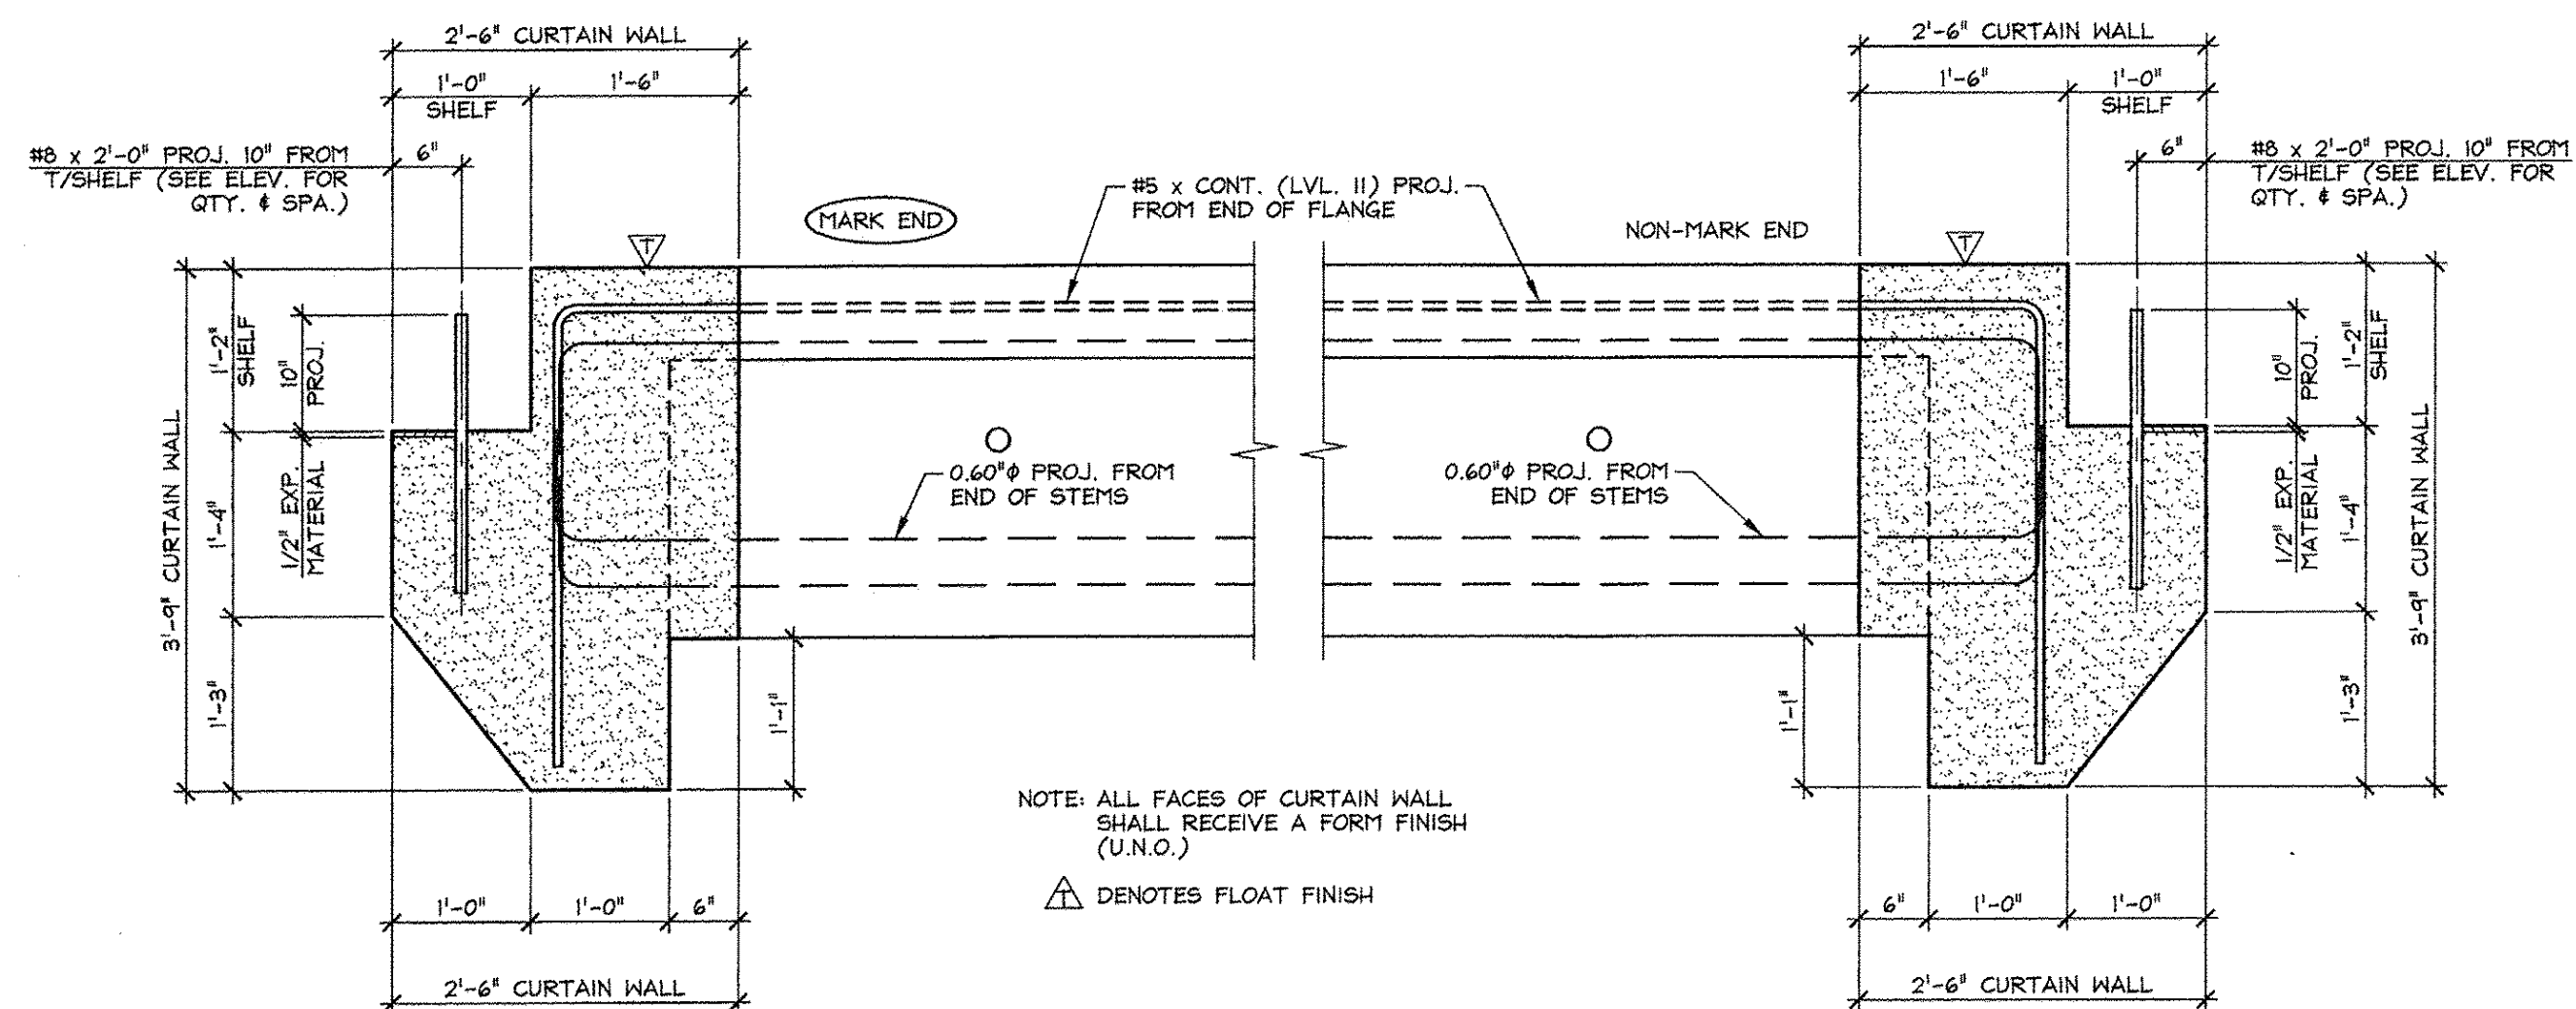 2'-6" CURTAIN WALL
1'-0"
SHELF
1'-6"
6"
#8 x 2'-0" PROJ. 10" FROM
T/SHELF (SEE ELEV. FOR
QTY. & SPA.)
MARK END
T
#5 x CONT. (LVL. II) PROJ.
FROM END OF FLANGE
NON-MARK END
2'-6" CURTAIN WALL
1'-6"
1'-0"
SHELF
6"
#8 x 2'-0" PROJ. 10" FROM
T/SHELF (SEE ELEV. FOR
QTY. & SPA.)
T
3'-9" CURTAIN WALL
1'-2"
SHELF
1'-4"
1'-3"
10"
PROJ.
1/2" EXP.
MATERIAL
0.60"φ PROJ. FROM
END OF STEMS
0.60"φ PROJ. FROM
END OF STEMS
10"
PROJ.
1/2" EXP.
MATERIAL
1'-2"
SHELF
1'-4"
1'-3"
3'-9" CURTAIN WALL
1'-1"
1'-1"
NOTE: ALL FACES OF CURTAIN WALL
SHALL RECEIVE A FORM FINISH
(U.N.O.)
T DENOTES FLOAT FINISH
1'-0"
1'-0"
6"
2'-6" CURTAIN WALL
6"
1'-0"
1'-0"
2'-6" CURTAIN WALL